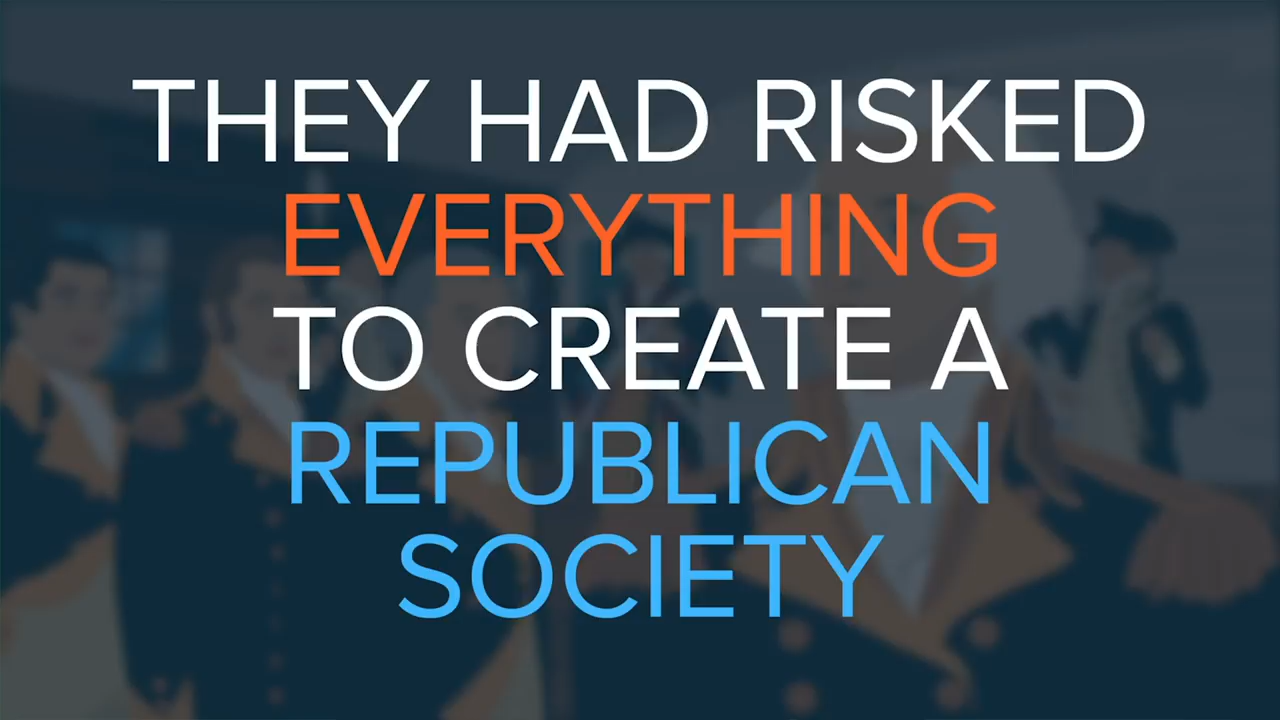 THEY HAD RISKED
EVERYTHING
TO CREATE A
REPUBLICAN
SOCIETY